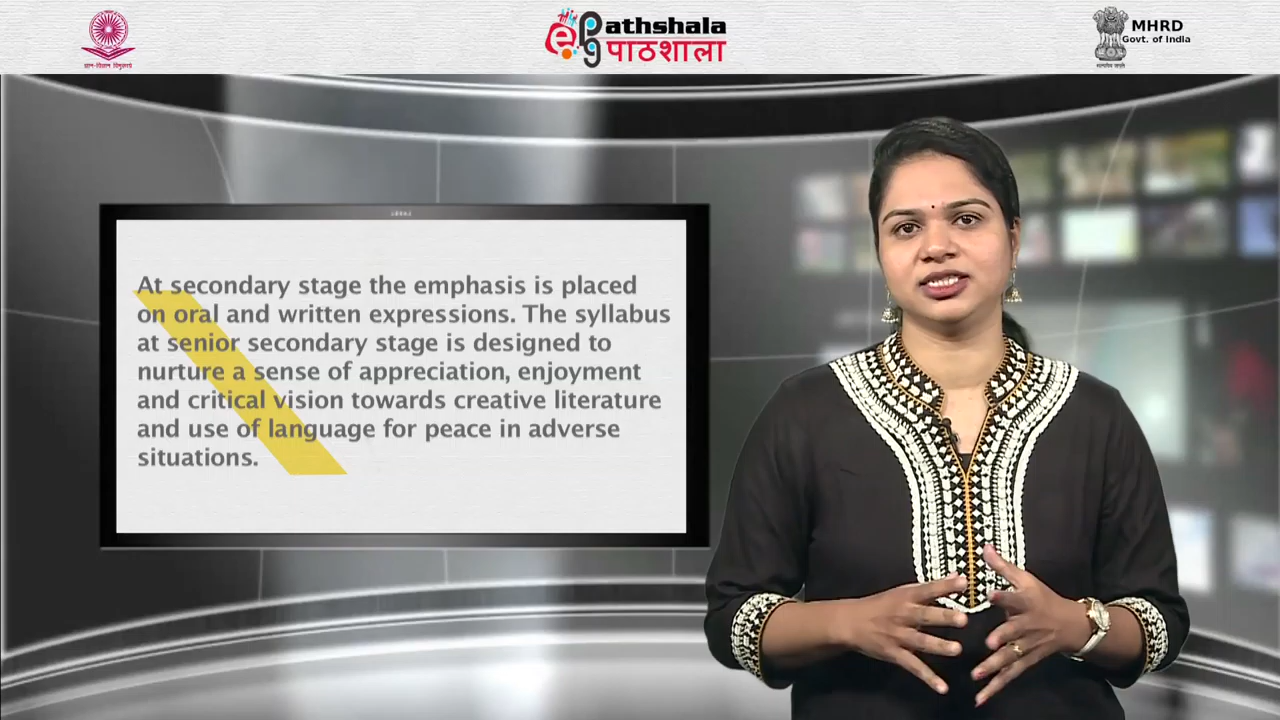 athshala
पाठशाला
MHRD
Govt. of India
At secondary stage the emphasis is placed
on oral and written expressions. The syllabus
at senior secondary stage is designed to
nurture a sense of appreciation, enjoyment
and critical vision towards creative literature
and use of language for peace in adverse
situations.